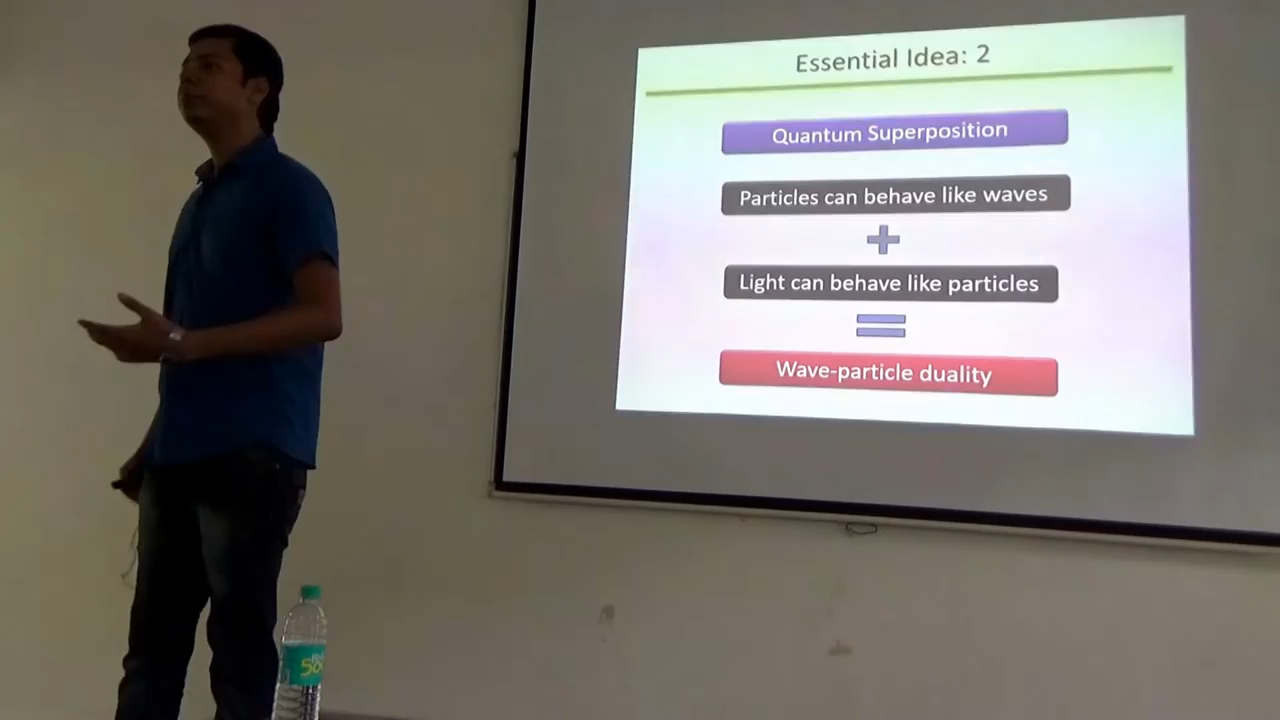 Essential Idea: 2
Quantum Superposition
Particles can behave like waves
+
Light can behave like particles
=
Wave-particle duality